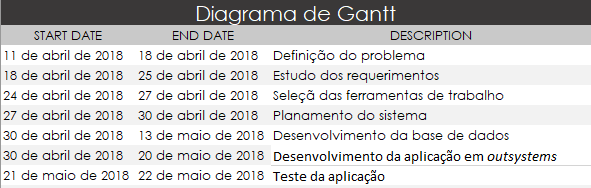 Diagrama de Gantt
START DATE END DATE DESCRIPTION
11 de abril de 2018 18 de abril de 2018 Definição do problema
18 de abril de 2018 25 de abril de 2018 Estudo dos requerimentos
24 de abril de 2018 27 de abril de 2018 Seleçã das ferramentas de trabalho
27 de abril de 2018 30 de abril de 2018 Planamento do sistema
30 de abril de 2018 13 de maio de 2018 Desenvolvimento da base de dados
30 de abril de 2018 20 de maio de 2018 Desenvolvimento da aplicação em outsystems
21 de maio de 2018 22 de maio de 2018 Teste da aplicação